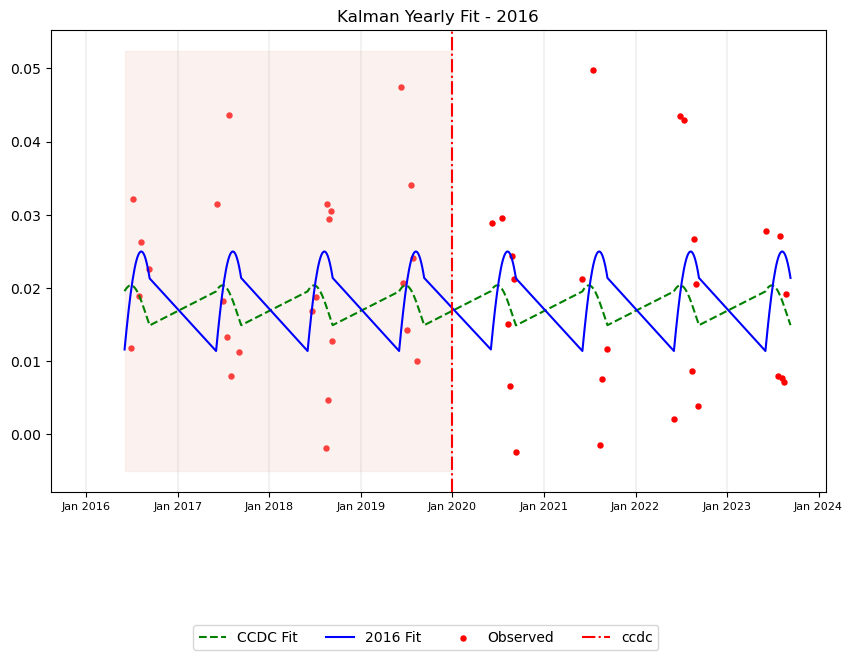 Kalman Yearly Fit - 2016
0.05
0.04
0.03
0.02
0.01
0.00
Jan 2016 Jan 2017 Jan 2018 Jan 2019 Jan 2020 Jan 2021 Jan 2022 Jan 2023 Jan 2024
CCDC Fit 2016 Fit Observed ccdc